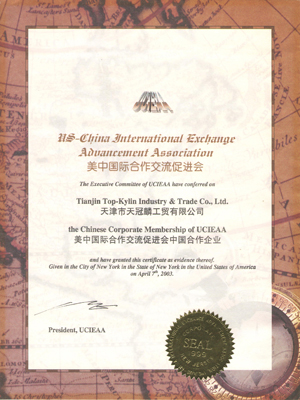 US-China International Exchange
Advancement Association
美中国际合作交流促进会
The Executive Committee of UCIEAA have conferred on
Tianjin Top-Kylin Industry & Trade Co., Ltd.
天津市天冠麟工贸有限公司
the Chinese Corporate Membership of UCIEAA
美中国际合作交流促进会中国合作企业
and have granted this certificate as evidence thereof.
Given in the City of New York in the State of New York in the United States of America
on April 7th, 2003.
President, UCIEAA
SEAL